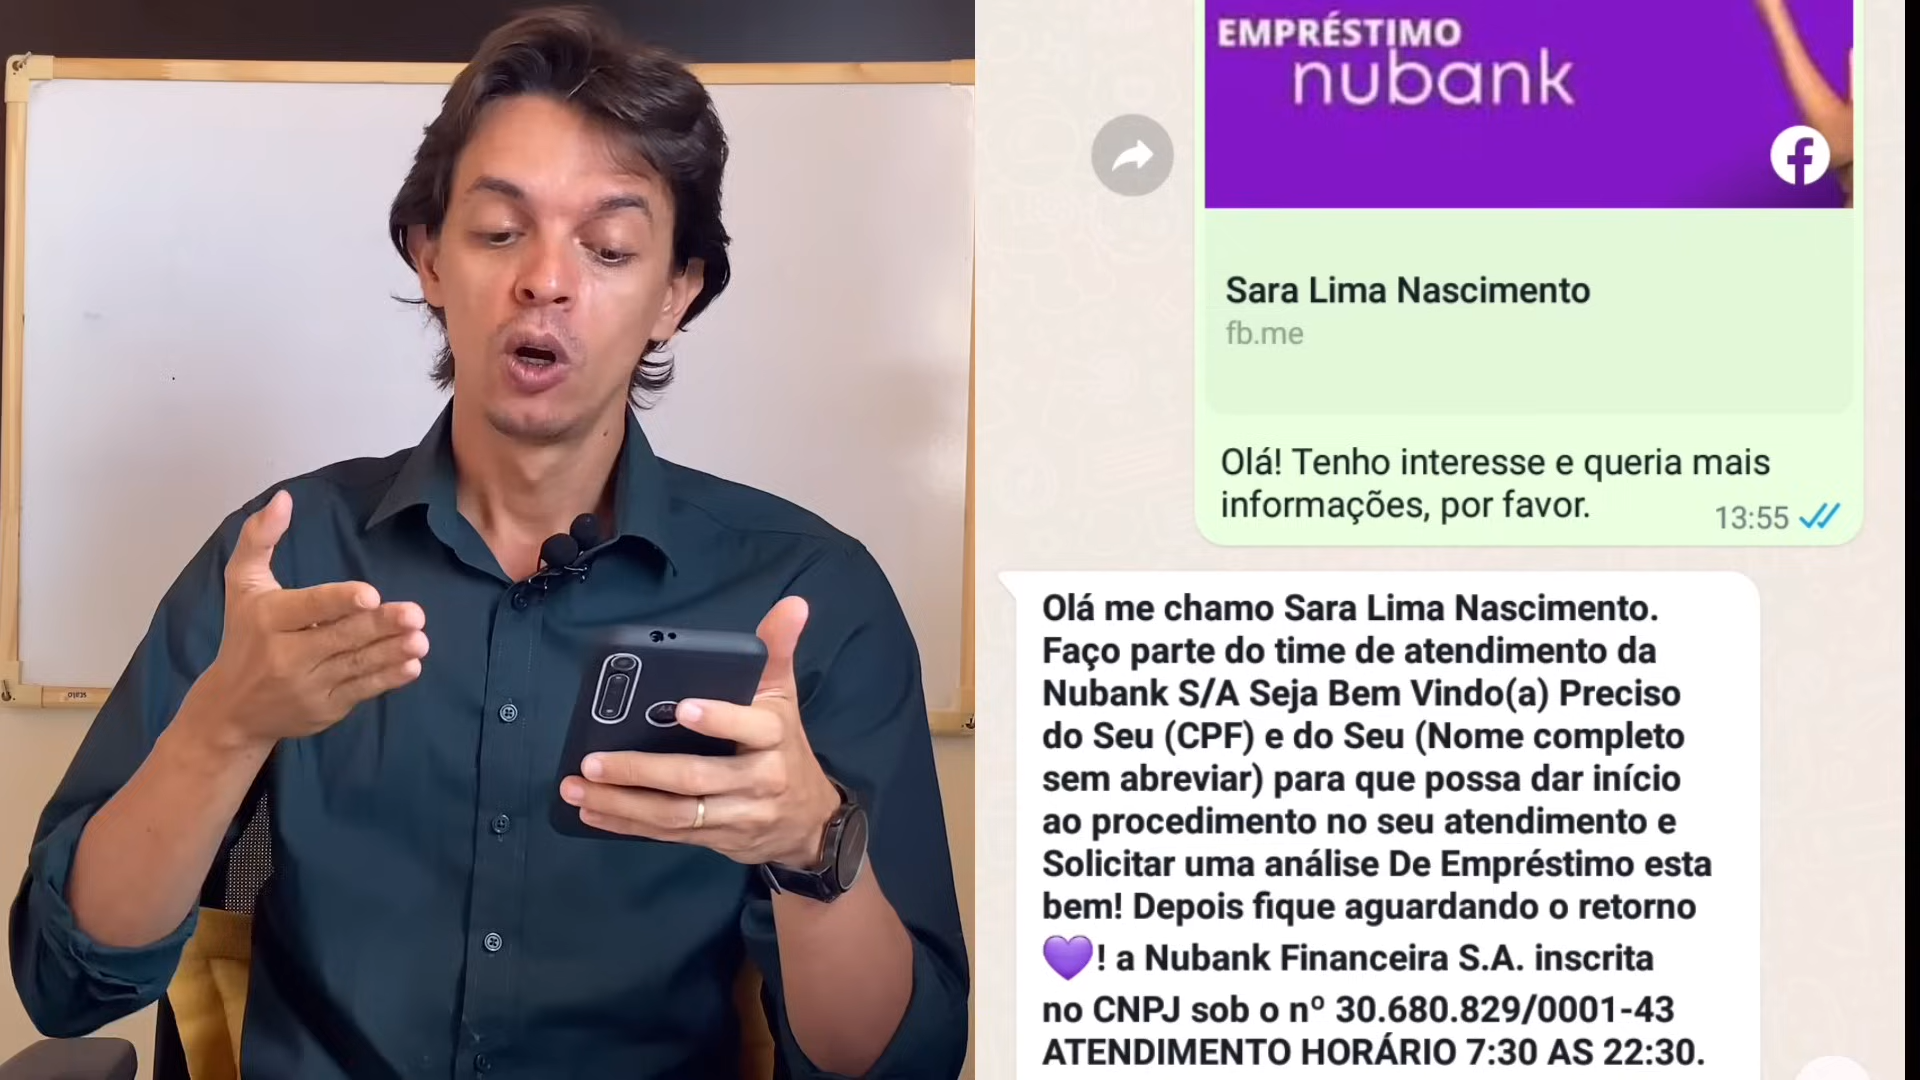 EMPRÉSTIMO
nubank
Sara Lima Nascimento
fb.me
Olá! Tenho interesse e queria mais
informações, por favor.
13:55
Olá me chamo Sara Lima Nascimento.
Faço parte do time de atendimento da
Nubank S/A Seja Bem Vindo(a) Preciso
do Seu (CPF) e do Seu (Nome completo
sem abreviar) para que possa dar início
ao procedimento no seu atendimento e
Solicitar uma análise De Empréstimo esta
bem! Depois fique aguardando o retorno
💜! a Nubank Financeira S.A. inscrita
no CNPJ sob o nº 30.680.829/0001-43
ATENDIMENTO HORÁRIO 7:30 AS 22:30.